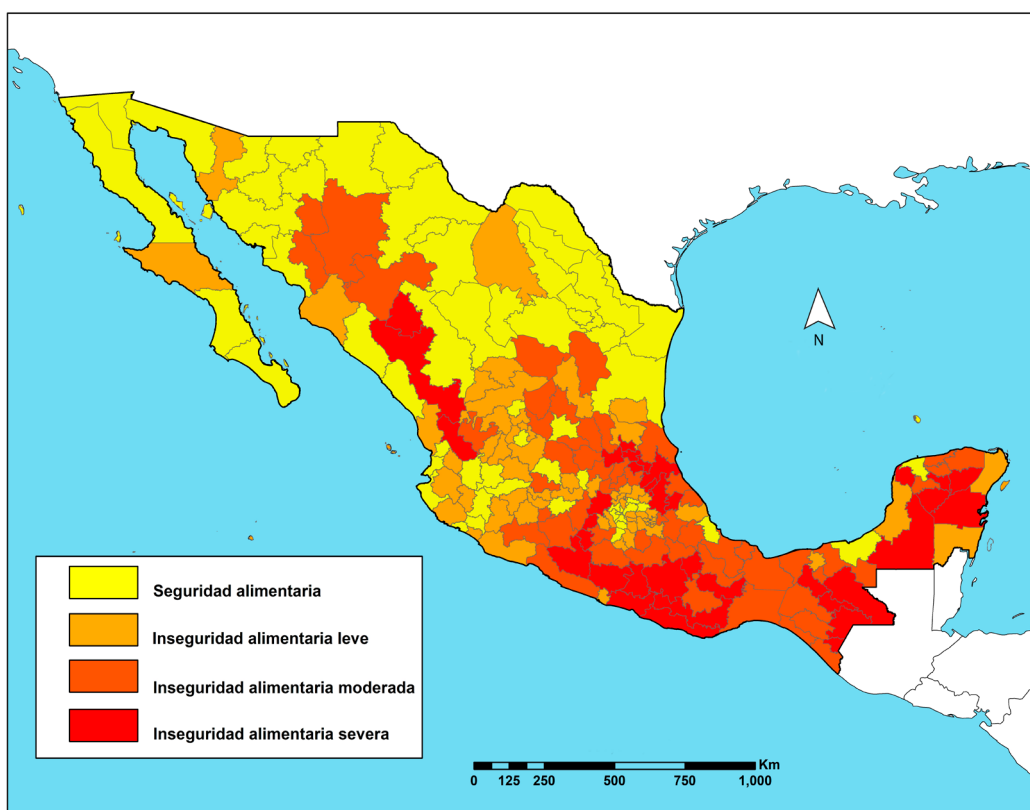 N
Seguridad alimentaria
Inseguridad alimentaria leve
Inseguridad alimentaria moderada
Inseguridad alimentaria severa
Km
0 125 250 500 750 1,000